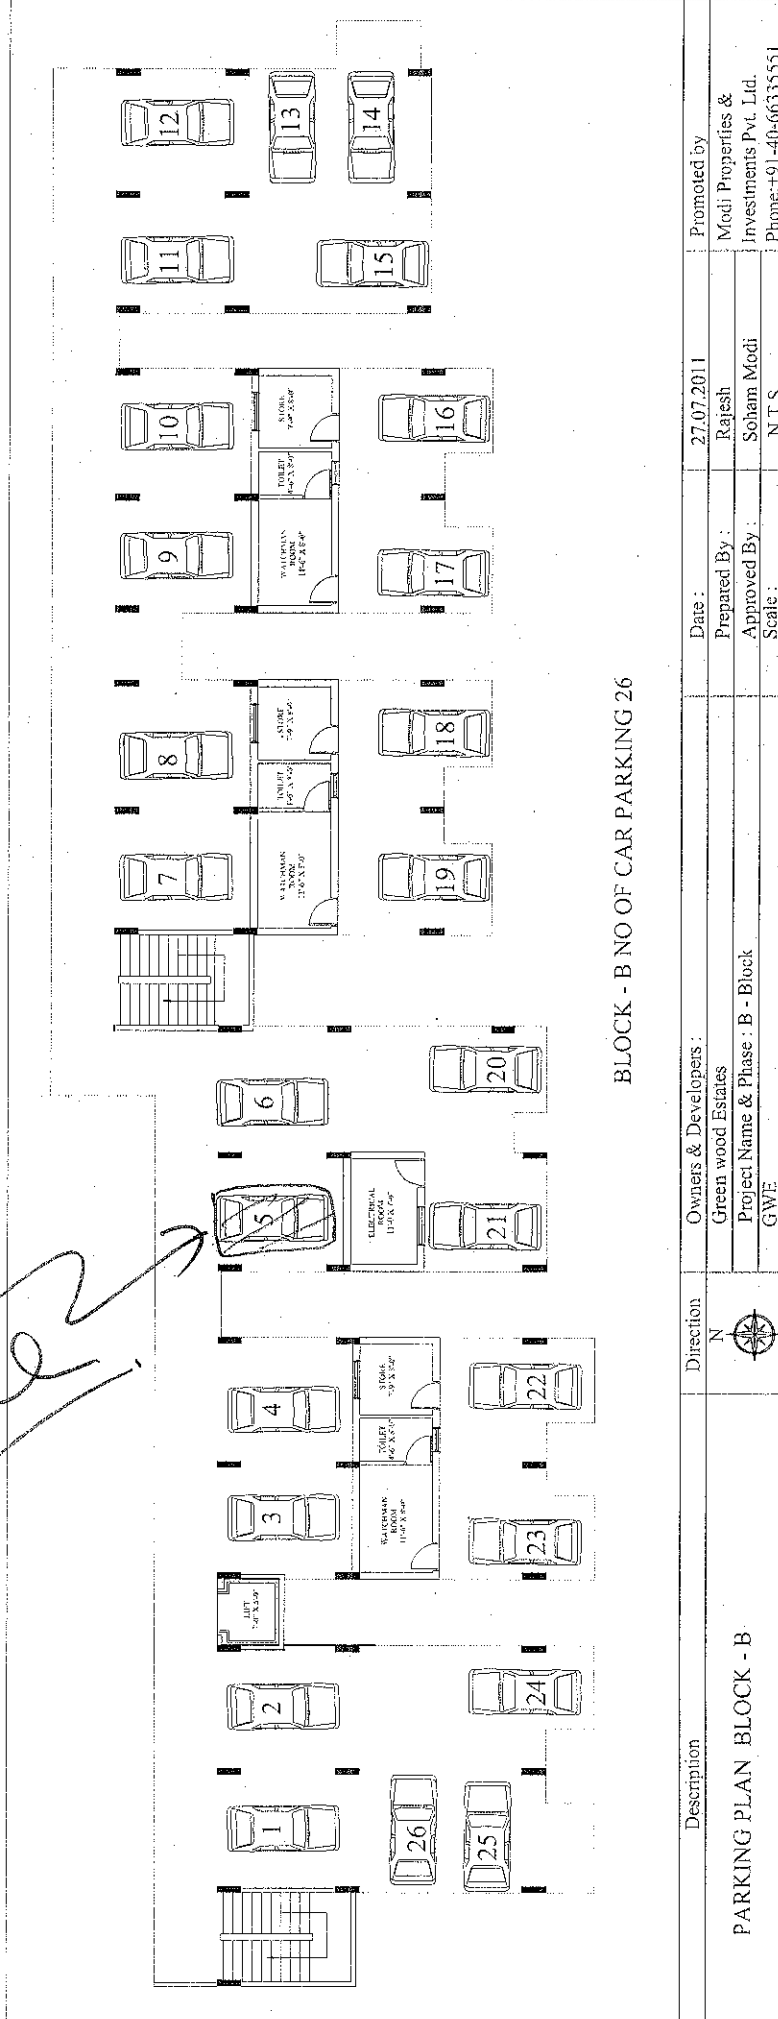 12
11
10
9
8
7
6
5
4
3
2
1
13
14
15
16
17
18
19
20
21
22
23
24
25
26
STORE
TOILET
WATCHMAN
ROOM
STORE
TOILET
WATCHMAN
ROOM
ELECTRICAL
ROOM
STORE
TOILET
WATCHMAN
ROOM
LIFT
BLOCK - B NO OF CAR PARKING 26
Description
PARKING PLAN BLOCK - B
Direction
N
Owners & Developers :
Green wood Estates
Project Name & Phase : B - Block
GWE
Date : 27.07.2011
Prepared By : Rajesh
Approved By : Soham Modi
Scale : N.T.S
Promoted by
Modi Properties &
Investments Pvt. Ltd.
Phone:+91-40-66335551